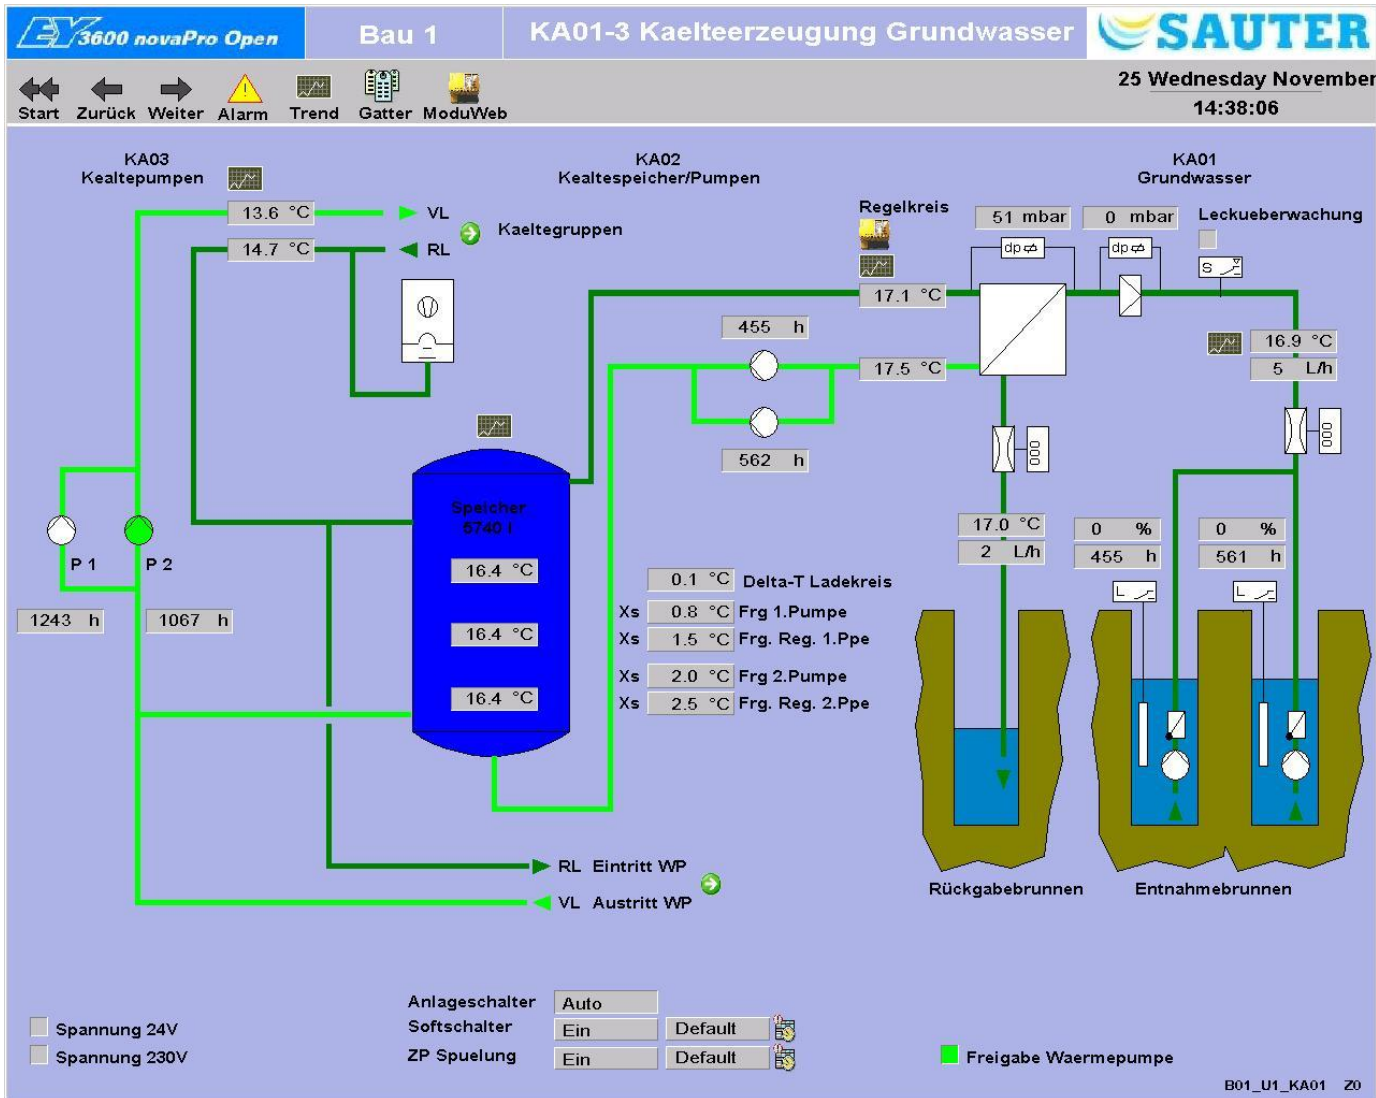 EY3600 novaPro Open
Bau 1
KA01-3 Kaelteerzeugung Grundwasser
SAUTER
Start Zurück Weiter Alarm Trend Gatter ModuWeb
25 Wednesday November
14:38:06
KA03
Kealtepumpen
KA02
Kealtespeicher/Pumpen
KA01
Grundwasser
13.6 °C
VL
14.7 °C
RL
Kaeltegruppen
Regelkreis
51 mbar
0 mbar
Leckueberwachung
dp
dp
S
17.1 °C
455 h
17.5 °C
562 h
16.9 °C
5 L/h
000
000
Speicher
5740 l
16.4 °C
16.4 °C
16.4 °C
P 1
P 2
1243 h
1067 h
0.1 °C Delta-T Ladekreis
Xs 0.8 °C Frg 1.Pumpe
Xs 1.5 °C Frg. Reg. 1.Ppe
Xs 2.0 °C Frg 2.Pumpe
Xs 2.5 °C Frg. Reg. 2.Ppe
17.0 °C
2 L/h
0 %
455 h
0 %
561 h
L
L
Rückgabebrunnen
Entnahmebrunnen
RL Eintritt WP
VL Austritt WP
Anlageschalter Auto
Softschalter Ein Default
ZP Spuelung Ein Default
Spannung 24V
Spannung 230V
Freigabe Waermepumpe
B01_U1_KA01 Z0